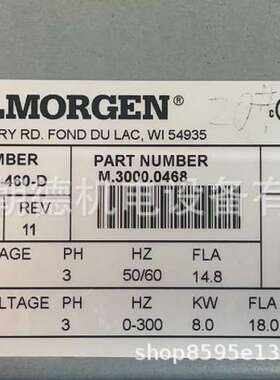 LMORGEN®
RY RD. FOND DU LAC, WI 54935
MBER
PART NUMBER
-460-D
M.3000.0468
REV
11
AGE PH HZ FLA
3 50/60 14.8
LTAGE PH HZ KW FLA
3 0-300 8.0 18.0
shop8595e13